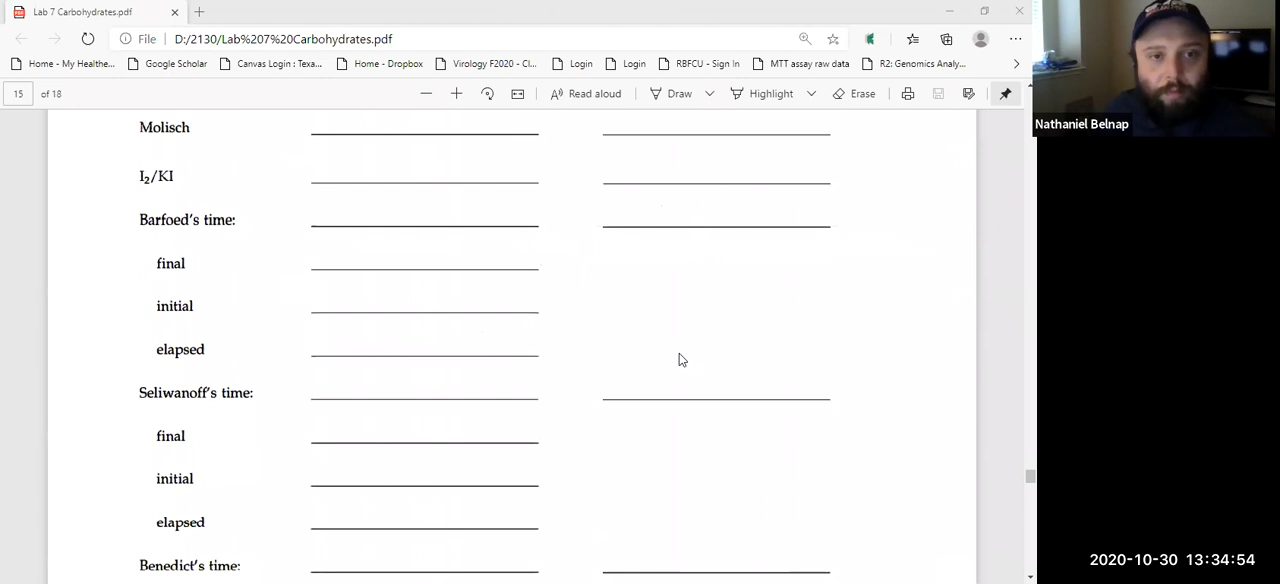 Lab 7 Carbohydrates.pdf
File D:/2130/Lab%207%20Carbohydrates.pdf
Home - My Healthe... Google Scholar Canvas Login : Texa... Home - Dropbox Virology F2020 - Cl... Login Login RBFCU - Sign In MTT assay raw data R2: Genomics Analy...
15 of 18 Read aloud Draw Highlight Erase
Nathaniel Belnap
Molisch
I₂/KI
Barfoed's time:
final
initial
elapsed
Seliwanoff's time:
final
initial
elapsed
Benedict's time:
2020-10-30 13:34:54